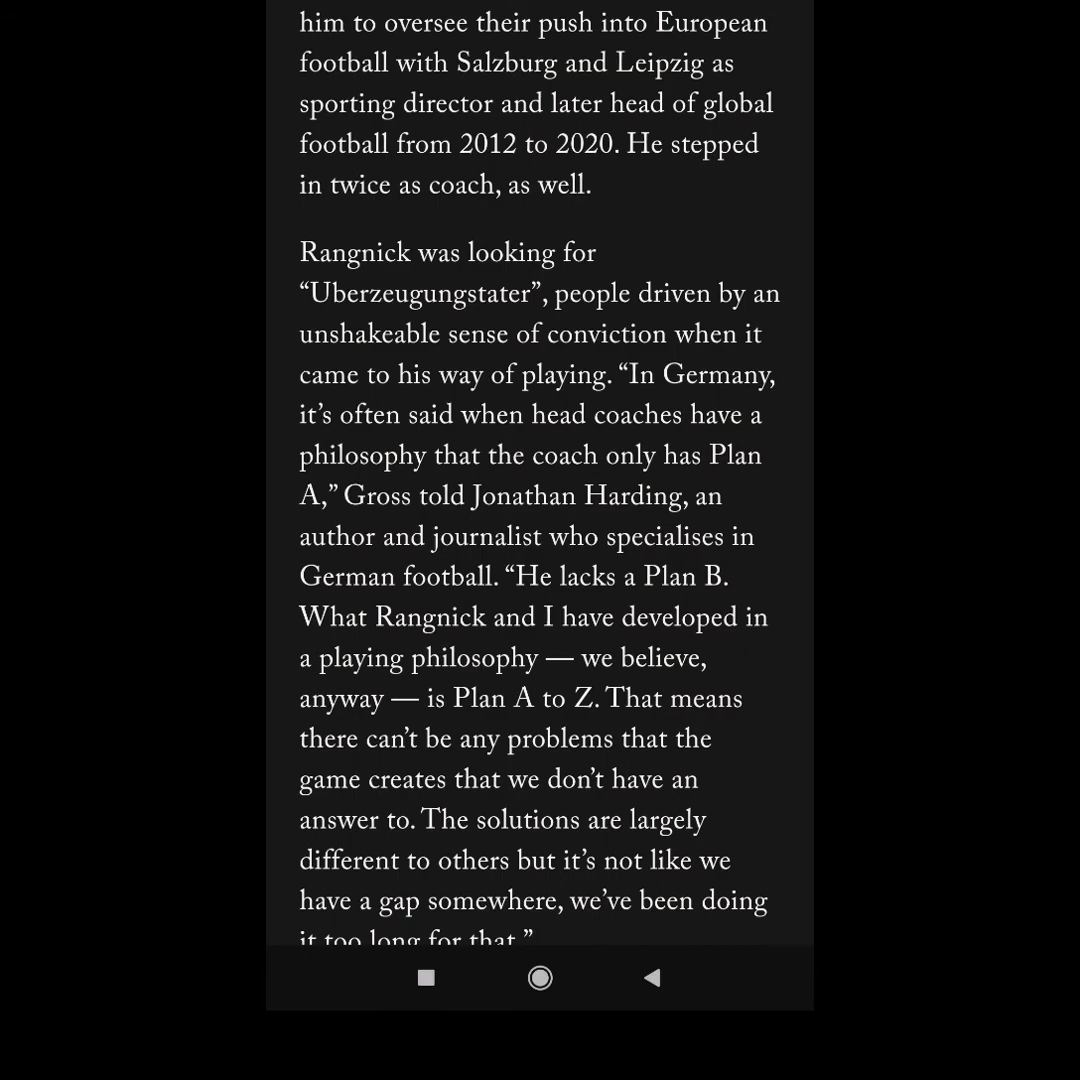 him to oversee their push into European
football with Salzburg and Leipzig as
sporting director and later head of global
football from 2012 to 2020. He stepped
in twice as coach, as well.
Rangnick was looking for
“Uberzeugungstater”, people driven by an
unshakeable sense of conviction when it
came to his way of playing. “In Germany,
it’s often said when head coaches have a
philosophy that the coach only has Plan
A,” Gross told Jonathan Harding, an
author and journalist who specialises in
German football. “He lacks a Plan B.
What Rangnick and I have developed in
a playing philosophy — we believe,
anyway — is Plan A to Z. That means
there can’t be any problems that the
game creates that we don’t have an
answer to. The solutions are largely
different to others but it’s not like we
have a gap somewhere, we’ve been doing
it too long for that.”